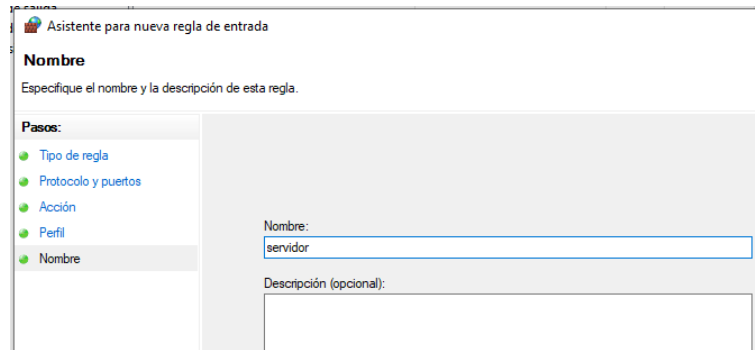 Asistente para nueva regla de entrada
Nombre
Especifique el nombre y la descripción de esta regla.
Pasos:
Tipo de regla
Protocolo y puertos
Acción
Perfil
Nombre
Nombre:
servidor
Descripción (opcional):